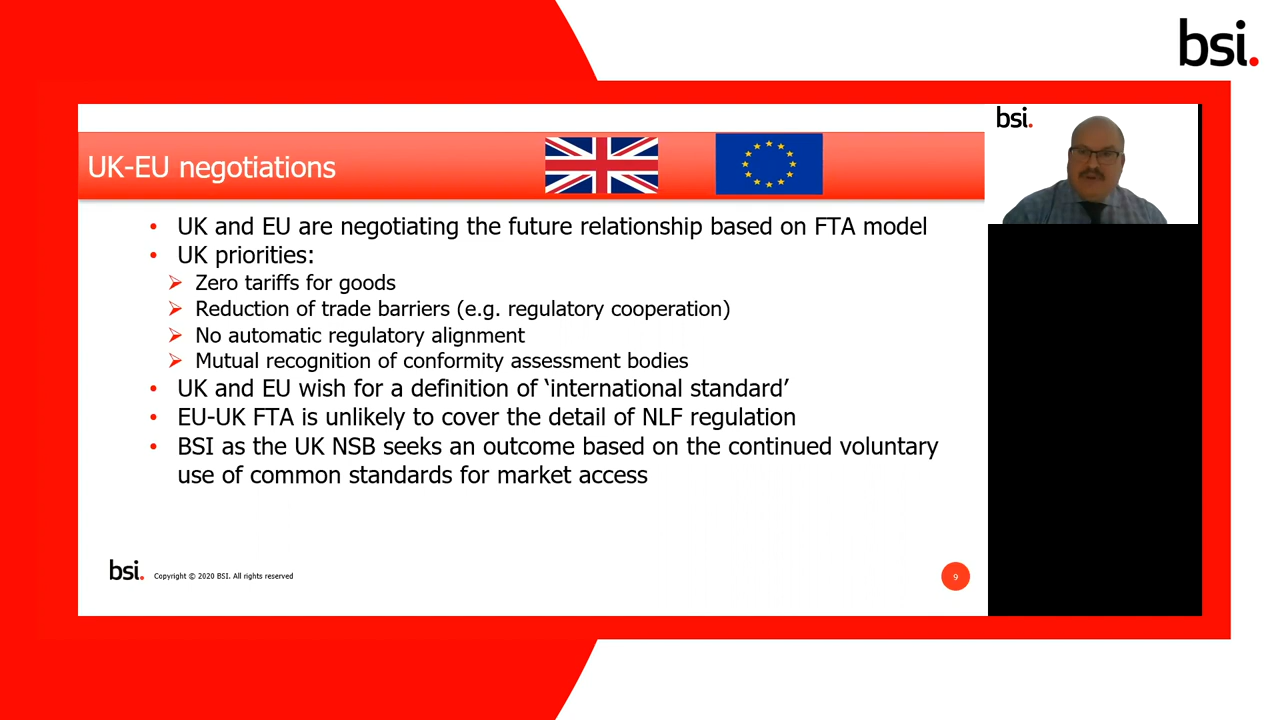 bsi.
bsi.
UK-EU negotiations
• UK and EU are negotiating the future relationship based on FTA model
• UK priorities:
➢ Zero tariffs for goods
➢ Reduction of trade barriers (e.g. regulatory cooperation)
➢ No automatic regulatory alignment
➢ Mutual recognition of conformity assessment bodies
• UK and EU wish for a definition of ‘international standard’
• EU-UK FTA is unlikely to cover the detail of NLF regulation
• BSI as the UK NSB seeks an outcome based on the continued voluntary
use of common standards for market access
bsi. Copyright © 2020 BSI. All rights reserved
9